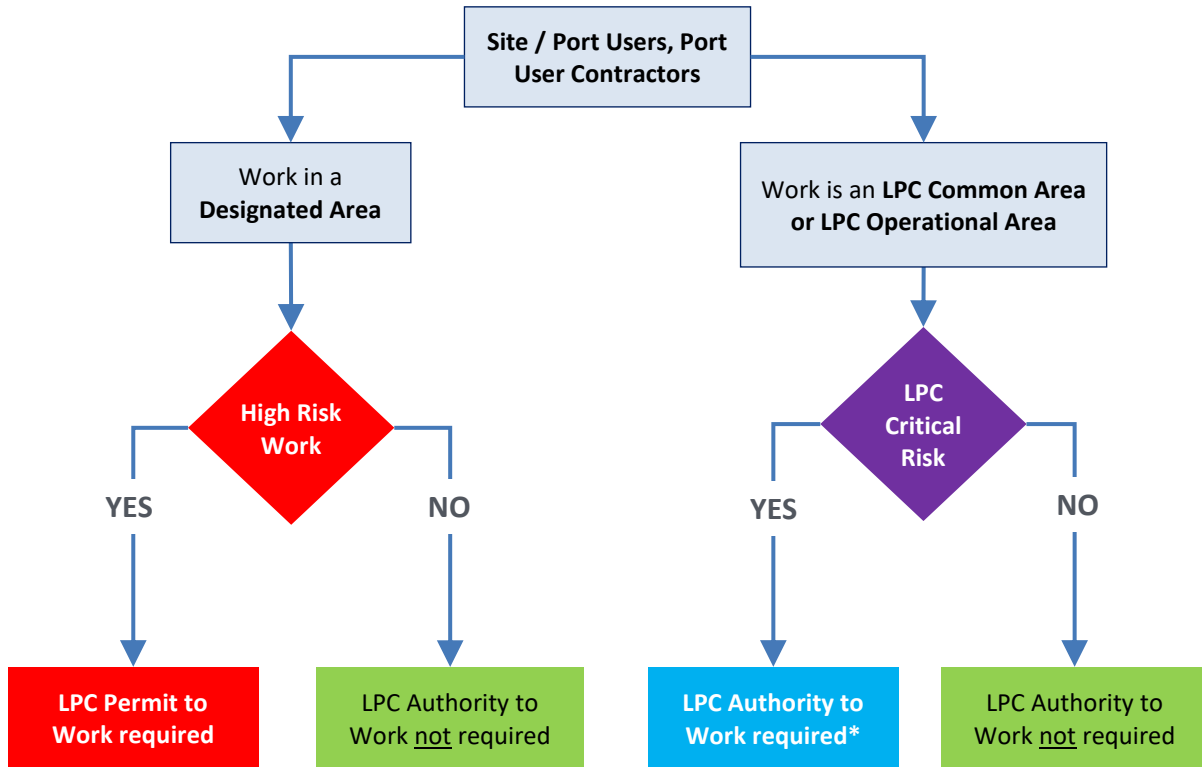 Site / Port Users, Port
User Contractors
Work in a
Designated Area
Work is an LPC Common Area
or LPC Operational Area
High Risk
Work
LPC
Critical
Risk
YES
NO
YES
NO
LPC Permit to
Work required
LPC Authority to
Work not required
LPC Authority to
Work required*
LPC Authority to
Work not required